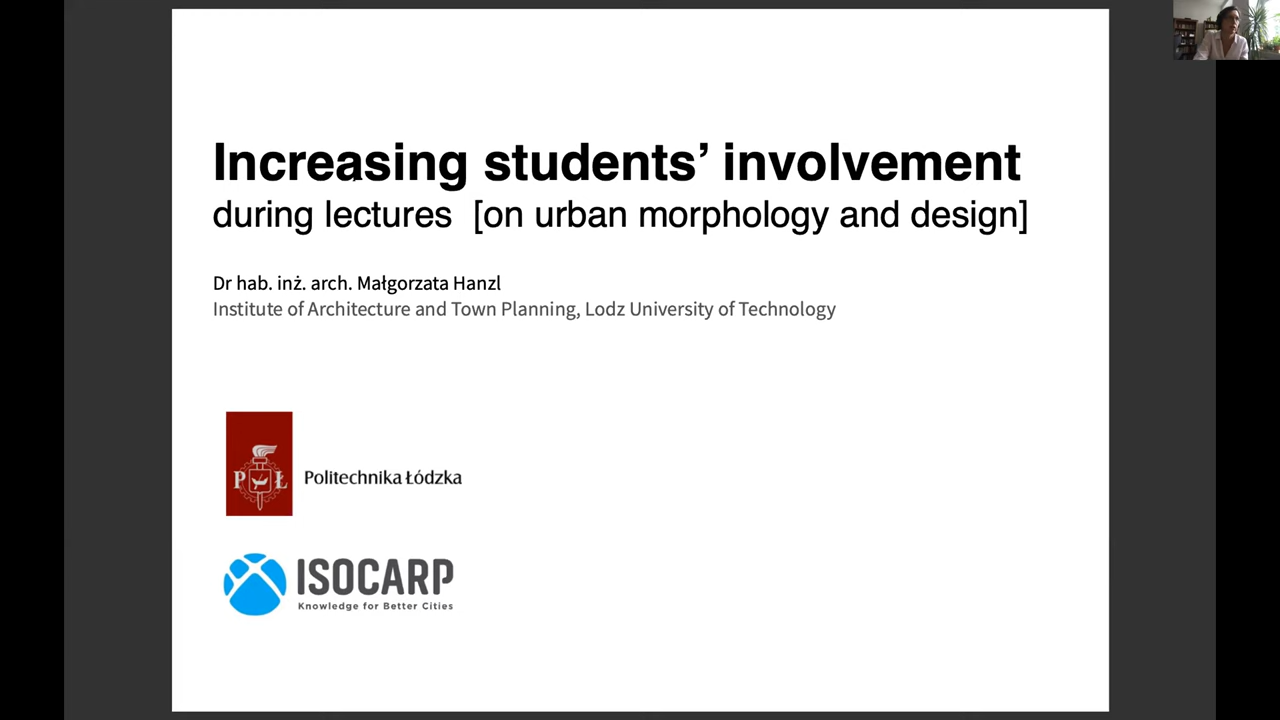 Increasing students’ involvement
during lectures [on urban morphology and design]
Dr hab. inż. arch. Małgorzata Hanzl
Institute of Architecture and Town Planning, Lodz University of Technology
P Ł
Politechnika Łódzka
ISOCARP
Knowledge for Better Cities